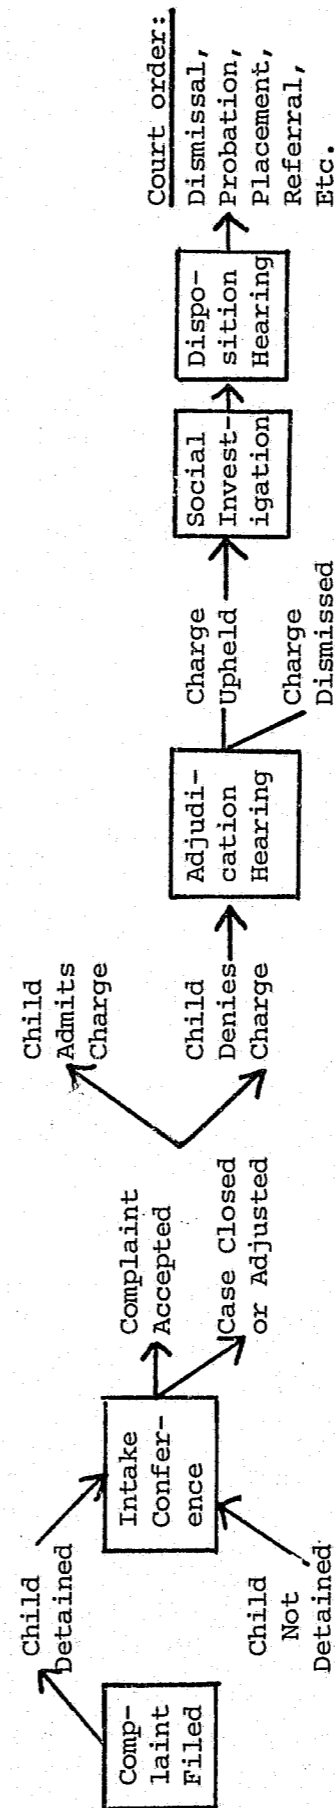 Comp-
laint
Filed
Child
Detained
Child
Not
Detained
Intake
Confer-
ence
Complaint
Accepted
Case Closed
or Adjusted
Child
Admits
Charge
Child
Denies
Charge
Adjudi-
cation
Hearing
Charge
Upheld
Charge
Dismissed
Social
Invest-
igation
Dispo-
sition
Hearing
Court order:
Dismissal,
Probation,
Placement,
Referral,
Etc.